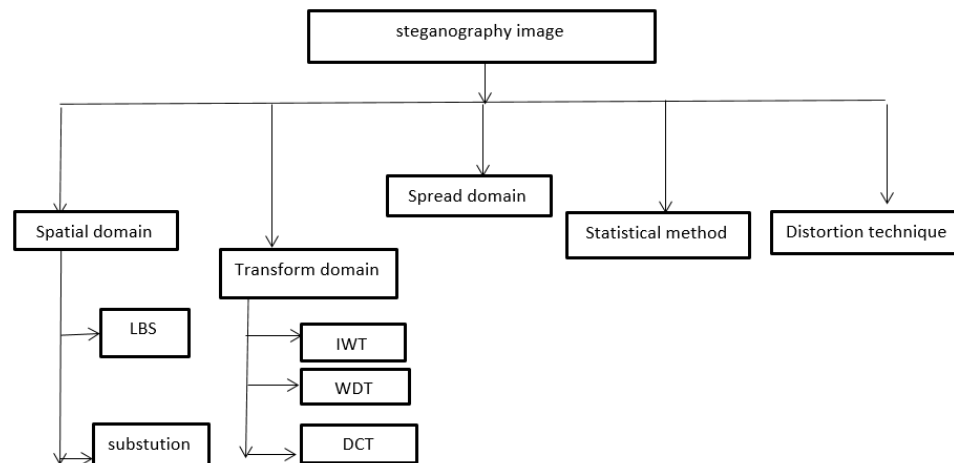 steganography image
Spread domain
Spatial domain
Statistical method
Distortion technique
Transform domain
LBS
IWT
WDT
substution
DCT